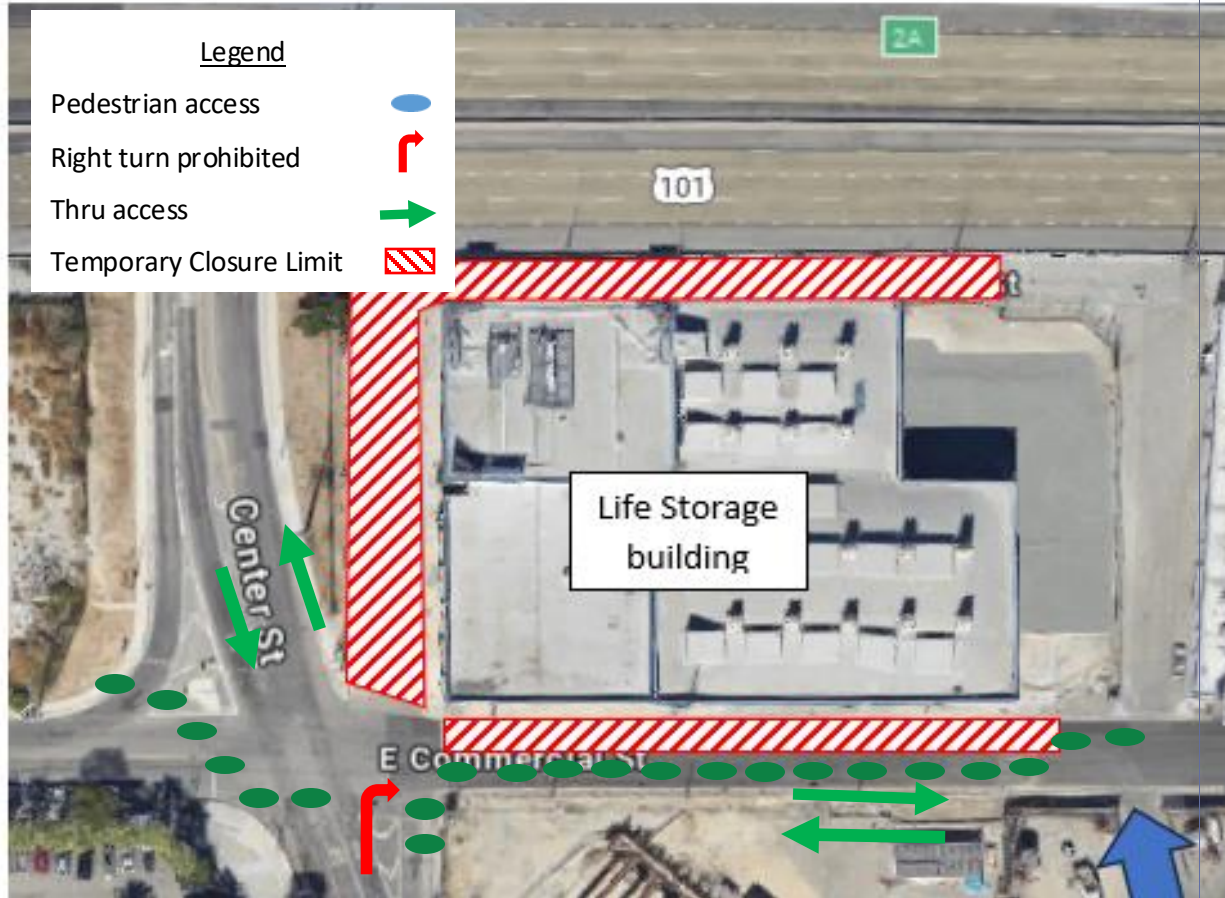 Legend
Pedestrian access
Right turn prohibited
Thru access
Temporary Closure Limit
2A
101
t
Life Storage
building
Center St
E Commercial St